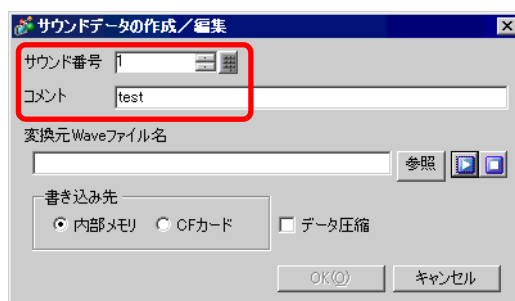 サウンドデータの作成／編集
サウンド番号 1
コメント test
変換元Waveファイル名
参照
書き込み先
内部メモリ CFカード データ圧縮
OK(O) キャンセル